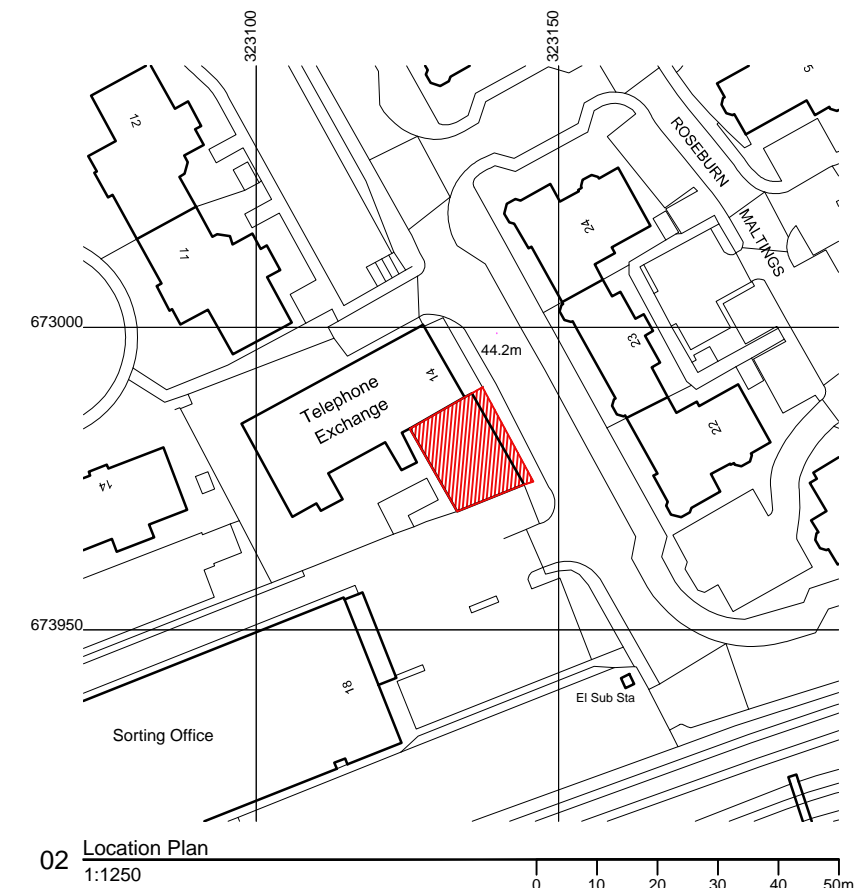 323100
323150
5
12
ROSEBURN
MALTINGS
24
11
673000
44.2m
23
14
Telephone
Exchange
22
14
673950
18
El Sub Sta
Sorting Office
02 Location Plan
1:1250
0 10 20 30 40 50m